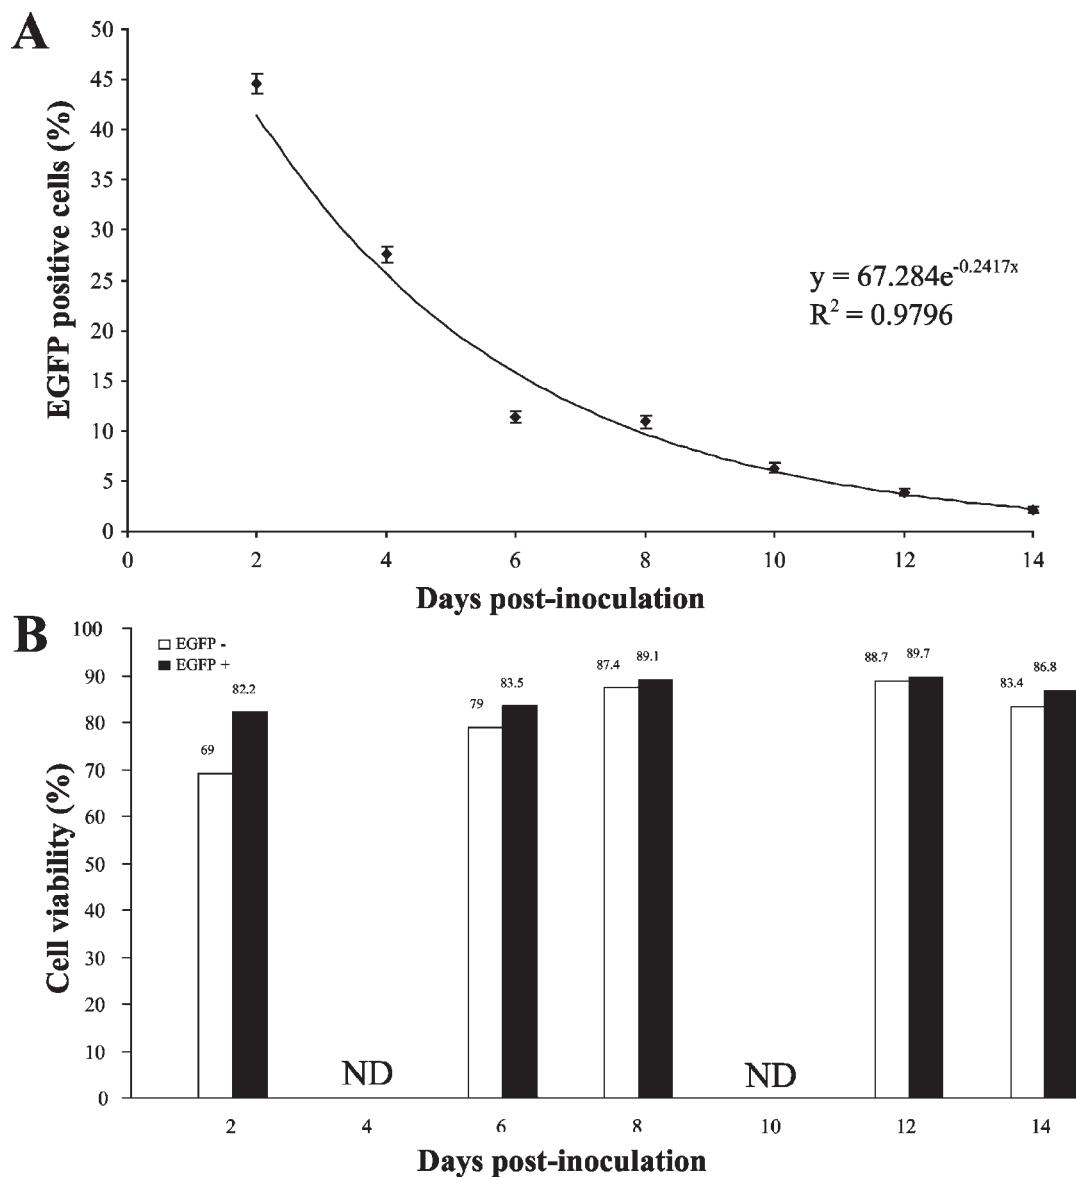 A
50
45
40
35
30
25
20
15
10
5
0
EGFP positive cells (%)
y = 67.284e^-0.2417x
R² = 0.9796
0 2 4 6 8 10 12 14
Days post-inoculation
B
100
90
80
70
60
50
40
30
20
10
0
Cell viability (%)
EGFP -
EGFP +
69 82.2 79 83.5 87.4 89.1 88.7 89.7 83.4 86.8
ND ND
2 4 6 8 10 12 14
Days post-inoculation